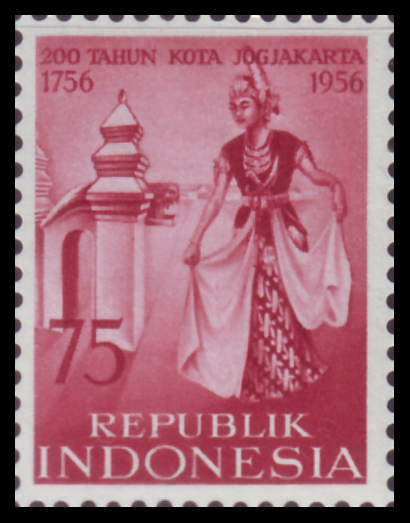 200 TAHUN KOTA JOGJAKARTA
1756 1956
75
REPUBLIK
INDONESIA